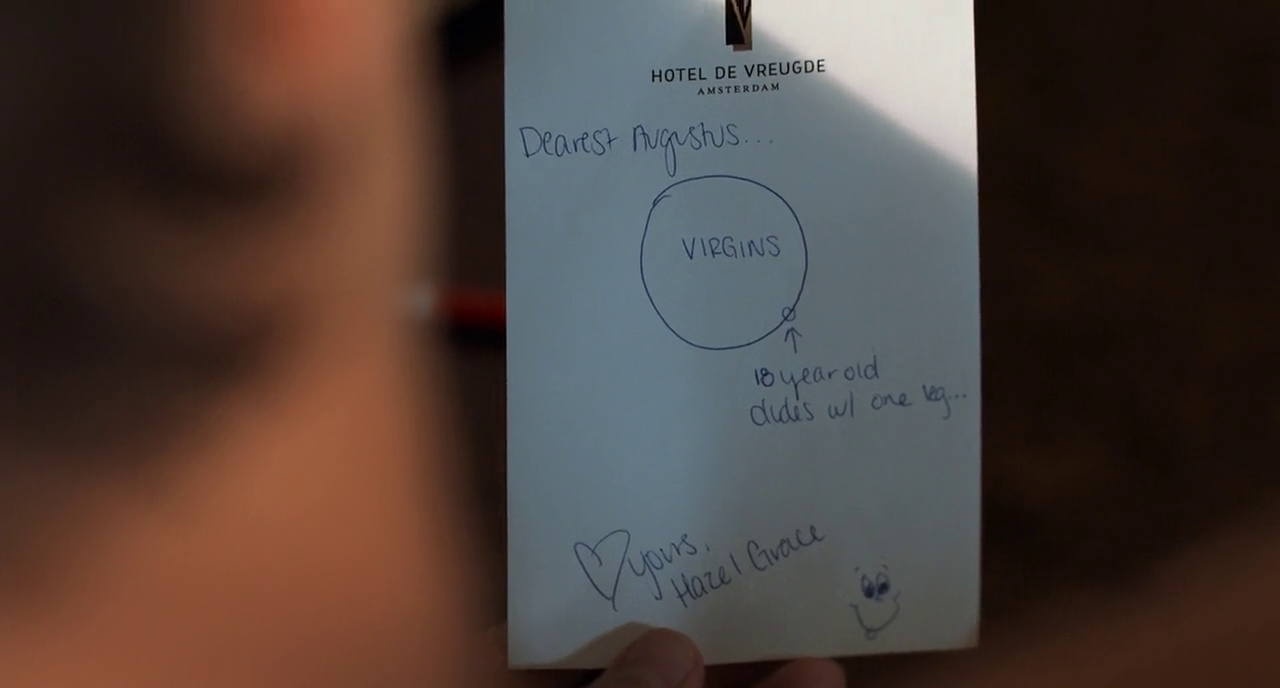 HOTEL DE VREUGDE
AMSTERDAM
Dearest Augustus...
VIRGINS
18 year old
dudes w/ one leg...
yours,
Hazel Grace